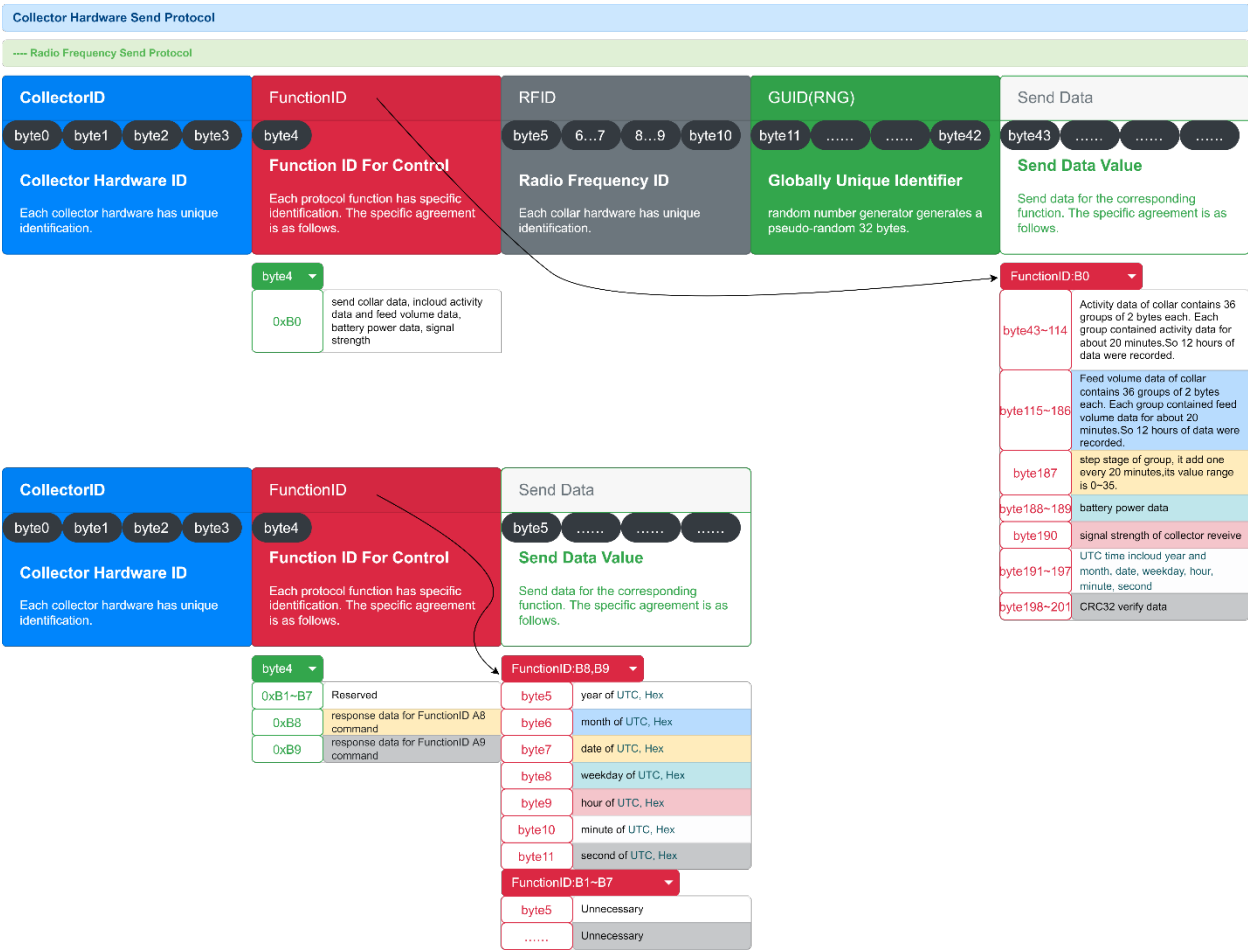 Collector Hardware Send Protocol
---- Radio Frequency Send Protocol
CollectorID
byte0 byte1 byte2 byte3
Collector Hardware ID
Each collector hardware has unique
identification.
FunctionID
byte4
Function ID For Control
Each protocol function has specific
identification. The specific agreement
is as follows.
RFID
byte5 6…7 8…9 byte10
Radio Frequency ID
Each collar hardware has unique
identification.
GUID(RNG)
byte11 …… …… byte42
Globally Unique Identifier
random number generator generates a
pseudo-random 32 bytes.
Send Data
byte43 …… …… ……
Send Data Value
Send data for the corresponding
function. The specific agreement is as
follows.
byte4
0xB0
send collar data, incloud activity
data and feed volume data,
battery power data, signal
strength
FunctionID:B0
byte43~114
Activity data of collar contains 36
groups of 2 bytes each. Each
group contained activity data for
about 20 minutes.So 12 hours of
data were recorded.
byte115~186
Feed volume data of collar
contains 36 groups of 2 bytes
each. Each group contained feed
volume data for about 20
minutes.So 12 hours of data were
recorded.
byte187
step stage of group, it add one
every 20 minutes,its value range
is 0~35.
byte188~189
battery power data
byte190
signal strength of collector reveive
byte191~197
UTC time incloud year and
month, date, weekday, hour,
minute, second
byte198~201
CRC32 verify data
CollectorID
byte0 byte1 byte2 byte3
Collector Hardware ID
Each collector hardware has unique
identification.
FunctionID
byte4
Function ID For Control
Each protocol function has specific
identification. The specific agreement
is as follows.
Send Data
byte5 …… …… ……
Send Data Value
Send data for the corresponding
function. The specific agreement is as
follows.
byte4
0xB1~B7
Reserved
0xB8
response data for FunctionID A8
command
0xB9
response data for FunctionID A9
command
FunctionID:B8,B9
byte5
year of UTC, Hex
byte6
month of UTC, Hex
byte7
date of UTC, Hex
byte8
weekday of UTC, Hex
byte9
hour of UTC, Hex
byte10
minute of UTC, Hex
byte11
second of UTC, Hex
FunctionID:B1~B7
byte5
Unnecessary
……
Unnecessary